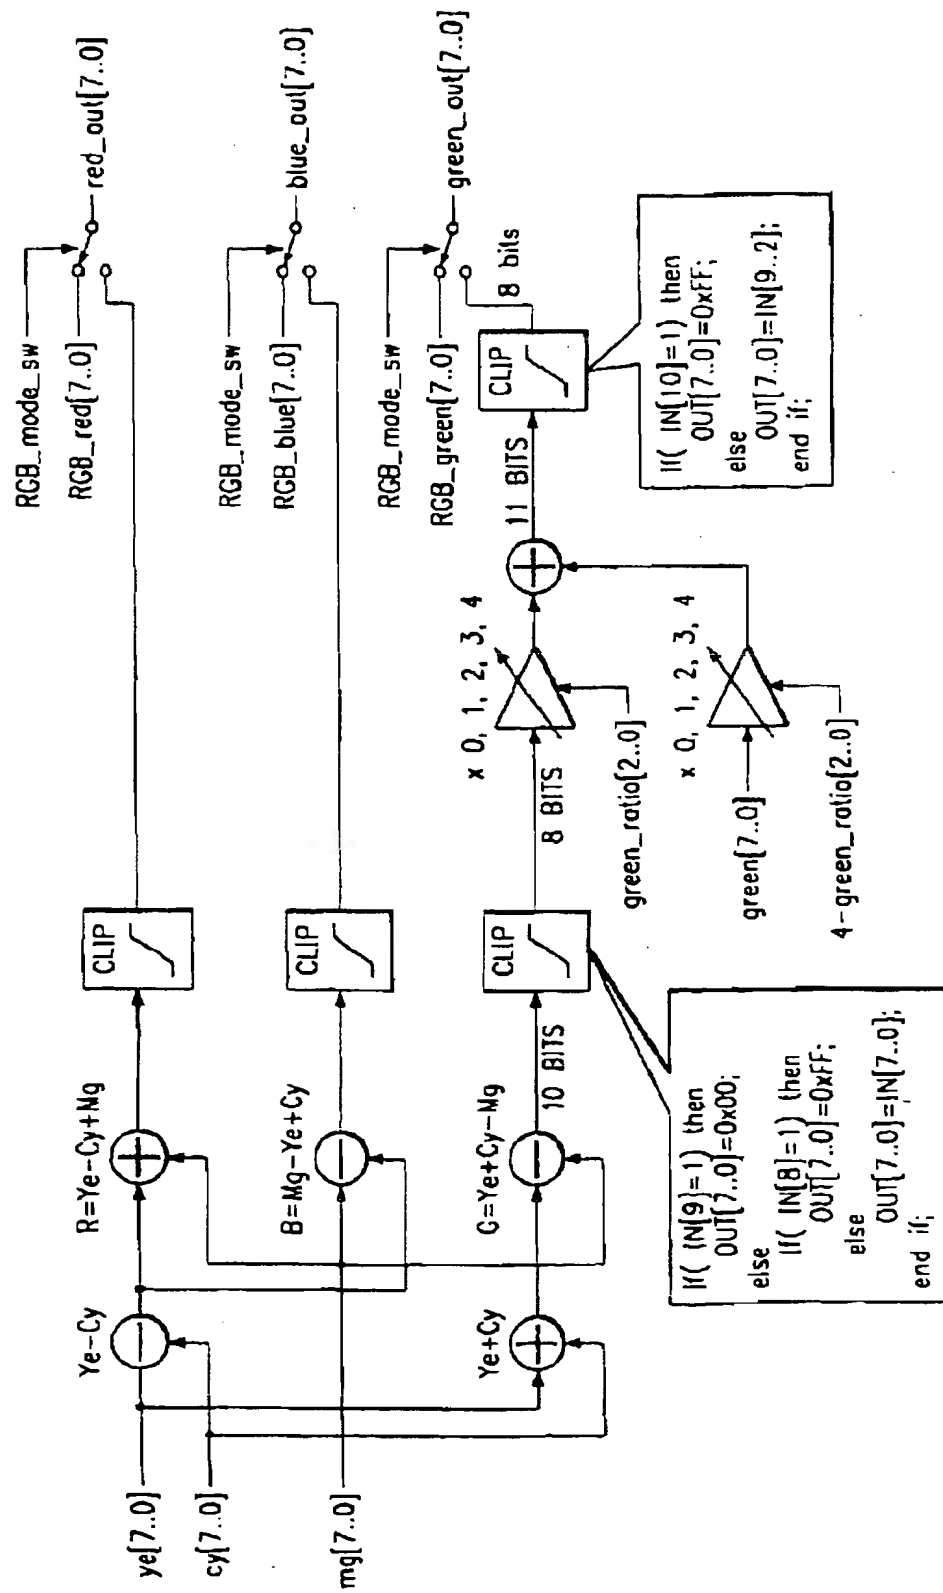 ye[7..0]
cy[7..0]
mg[7..0]
Ye-Cy
R=Ye-Cy+Mg
CLIP
RGB_mode_sw
RGB_red[7..0]
red_out[7..0]
B=Mg-Ye+Cy
CLIP
RGB_mode_sw
RGB_blue[7..0]
blue_out[7..0]
Ye+Cy
G=Ye+Cy-Mg
10 BITS
CLIP
8 BITS
x 0, 1, 2, 3, 4
green_ratio[2..0]
11 BITS
CLIP
8 bits
RGB_mode_sw
RGB_green[7..0]
green_out[7..0]
x 0, 1, 2, 3, 4
green[7..0]
4-green_ratio[2..0]
If( IN[9]=1) then
OUT[7..0]=0x00;
else
If( IN[8]=1) then
OUT[7..0]=0xFF;
else
OUT[7..0]=IN[7..0];
end if;
If( IN[10]=1) then
OUT[7..0]=0xFF;
else
OUT[7..0]=IN[9..2];
end if;